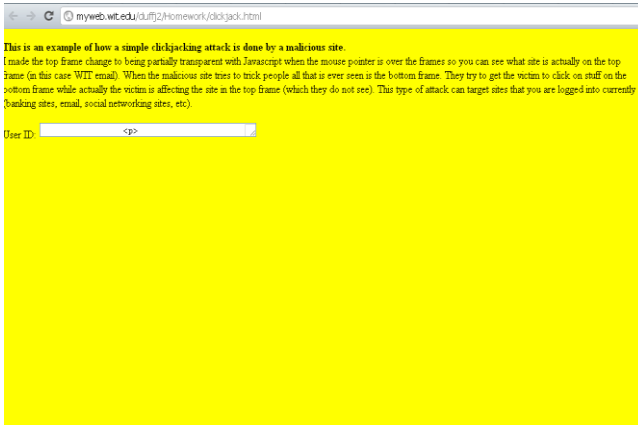 myweb.wit.edu/duffj2/Homework/clickjack.html
This is an example of how a simple clickjacking attack is done by a malicious site.
I made the top frame change to being partially transparent with Javascript when the mouse pointer is over the frames so you can see what site is actually on the top
frame (in this case WIT email). When the malicious site tries to trick people all that is ever seen is the bottom frame. They try to get the victim to click on stuff on the
bottom frame while actually the victim is affecting the site in the top frame (which they do not see). This type of attack can target sites that you are logged into currently
(banking sites, email, social networking sites, etc).
User ID: <p>